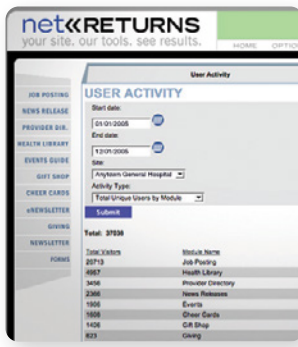 net«RETURNS
your site. our tools. see results.
HOME OPTIO
User Activity
JOB POSTING
NEWS RELEASE
PROVIDER DIR.
HEALTH LIBRARY
EVENTS GUIDE
GIFT SHOP
CHEER CARDS
eNEWSLETTER
GIVING
NEWSLETTER
FORMS
USER ACTIVITY
Start date:
01/01/2005
End date:
12/01/2005
Site:
Anytown General Hospital
Activity Type:
Total Unique Users by Module
Submit
Total: 37036
Total Visitors Module Name
20713 Job Posting
4957 Health Library
3456 Provider Directory
2366 News Releases
Events
Cheer Cards
1406 Gift Shop
823 Giving